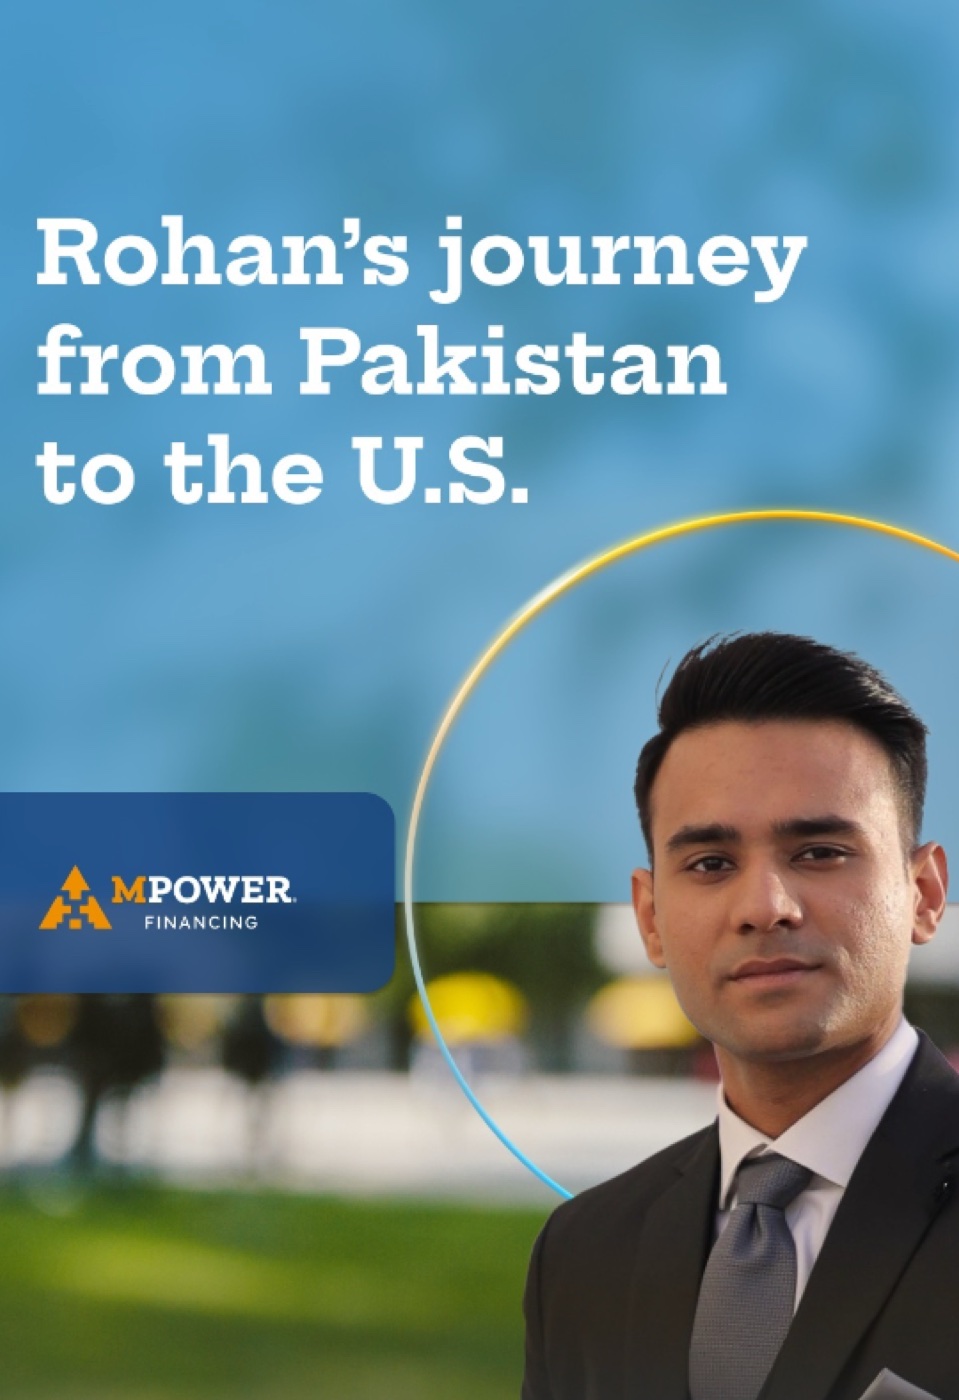 Rohan’s journey
from Pakistan
to the U.S.
MPOWER
FINANCING